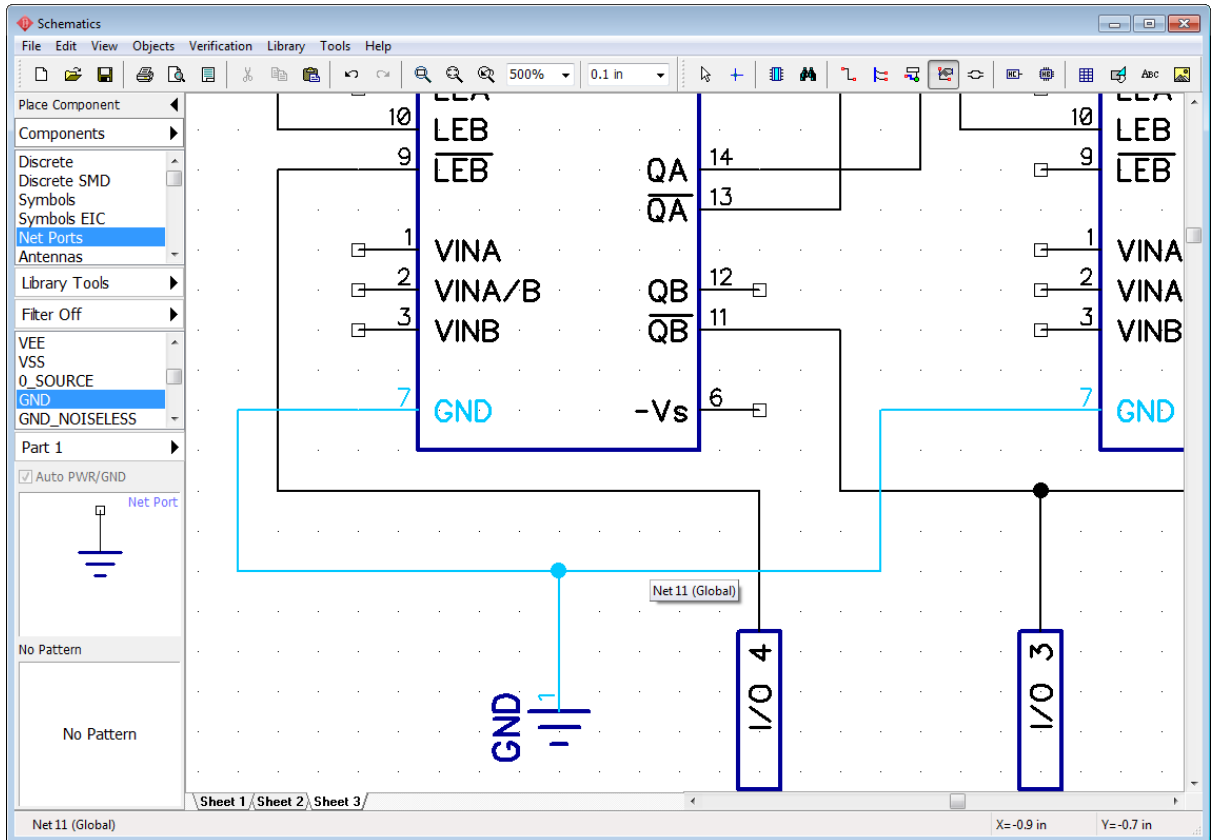 Schematics
File Edit View Objects Verification Library Tools Help
500% 0.1 in ABC
Place Component
Components
Discrete
Discrete SMD
Symbols
Symbols EIC
Net Ports
Antennas
Library Tools
Filter Off
VEE
VSS
0_SOURCE
GND
GND_NOISELESS
Part 1
Auto PWR/GND
Net Port
No Pattern
No Pattern
LEA LEA
10 LEB 10 LEB
9 LEB QA 14 9 LEB
QA 13
1 VINA 1 VINA
2 VINA/B QB 12 2 VINA
3 VINB QB 11 3 VINB
7 GND -Vs 6 7 GND
Net 11 (Global)
GND 1
I/O 4
I/O 3
Sheet 1 Sheet 2 Sheet 3
Net 11 (Global) X=-0.9 in Y=-0.7 in